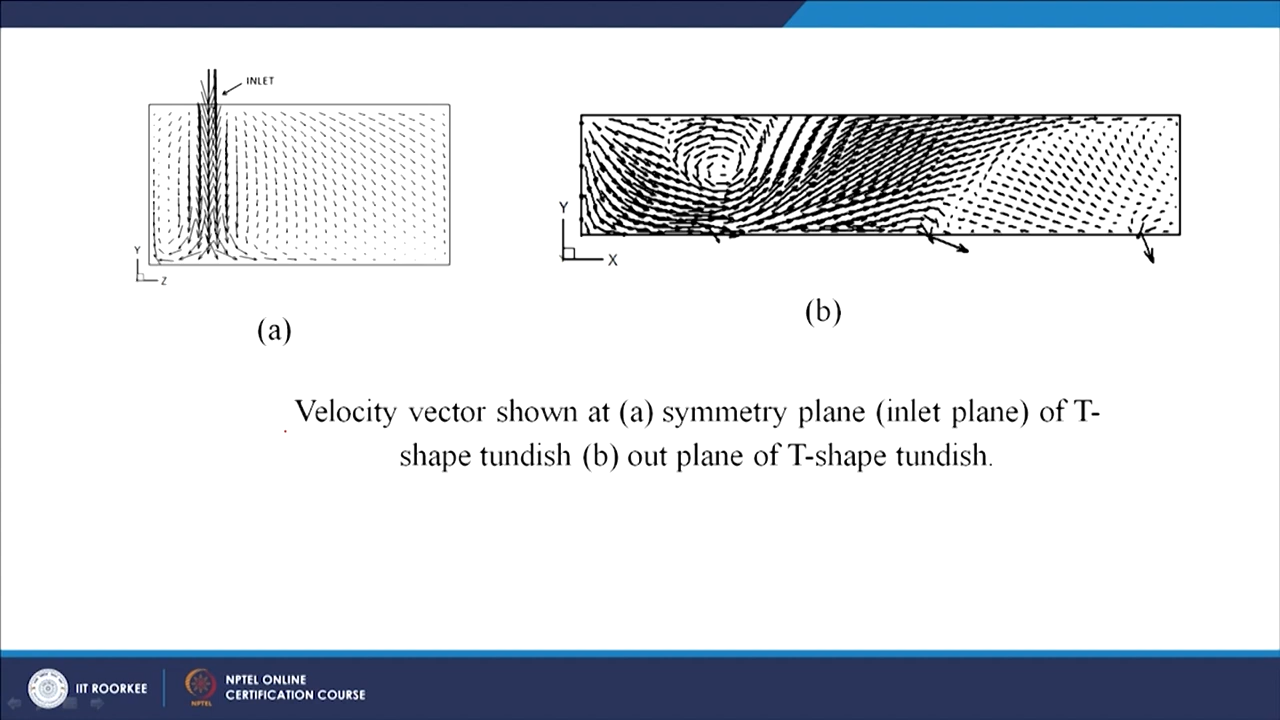 INLET
Y
Z
(a)
Y
X
(b)
Velocity vector shown at (a) symmetry plane (inlet plane) of T-
shape tundish (b) out plane of T-shape tundish.
IIT ROORKEE
NPTEL
NPTEL ONLINE
CERTIFICATION COURSE